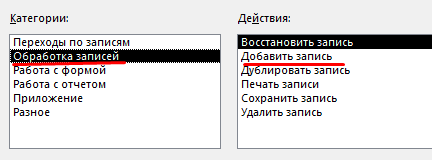 Категории:
Переходы по записям
Обработка записей
Работа с формой
Работа с отчетом
Приложение
Разное
Действия:
Восстановить запись
Добавить запись
Дублировать запись
Печать записи
Сохранить запись
Удалить запись